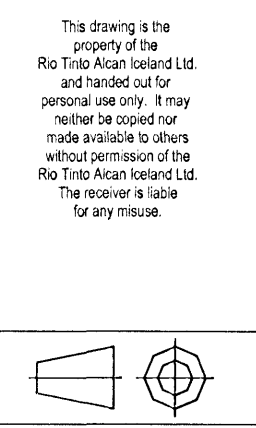 This drawing is the
property of the
Rio Tinto Alcan Iceland Ltd.
and handed out for
personal use only. It may
neither be copied nor
made available to others
without permission of the
Rio Tinto Alcan Iceland Ltd.
The receiver is liable
for any misuse.